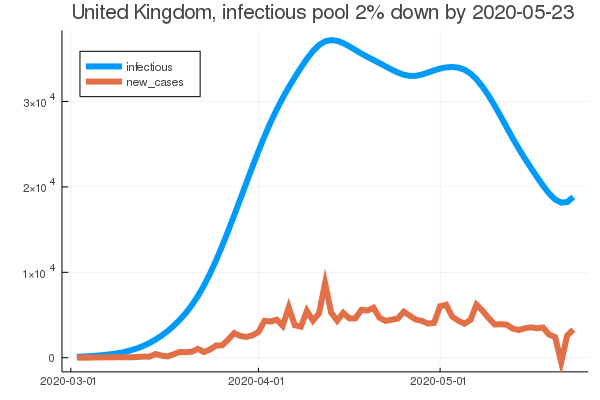 United Kingdom, infectious pool 2% down by 2020-05-23
infectious
new_cases
3×10⁴
2×10⁴
1×10⁴
0
2020-03-01
2020-04-01
2020-05-01